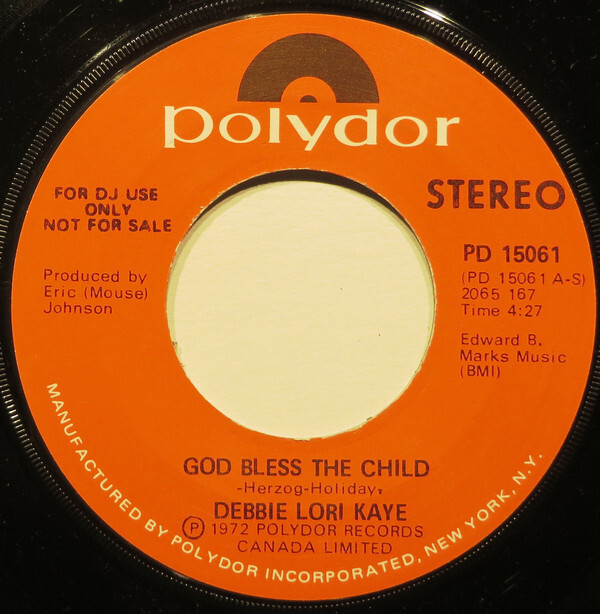 polydor
FOR DJ USE
ONLY
NOT FOR SALE
STEREO
Produced by
Eric (Mouse)
Johnson
PD 15061
(PD 15061 A-S)
2065 167
Time 4:27
Edward B.
Marks Music
(BMI)
GOD BLESS THE CHILD
-Herzog-Holiday,
DEBBIE LORI KAYE
Ⓟ 1972 POLYDOR RECORDS
CANADA LIMITED
MANUFACTURED BY POLYDOR INCORPORATED, NEW YORK, N.Y.